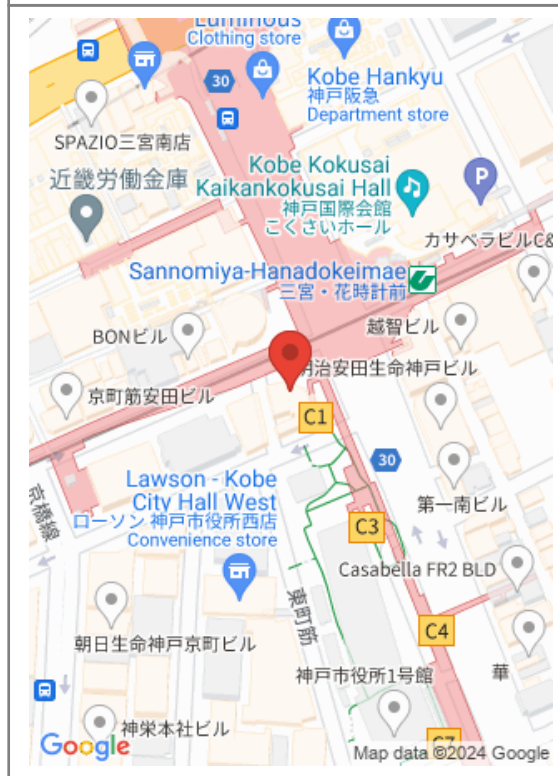 Luminous
Clothing store
30
Kobe Hankyu
神戸阪急
Department store
SPAZIO三宮南店
近畿労働金庫
Kobe Kokusai
Kaikankokusai Hall
神戸国際会館
こくさいホール
P
カサベラビルC&
Sannomiya-Hanadokeimae
三宮・花時計前
BONビル
越智ビル
明治安田生命神戸ビル
京町筋安田ビル
C1
30
Lawson - Kobe
City Hall West
ローソン 神戸市役所西店
Convenience store
京橋線
第一南ビル
C3
Casabella FR2 BLD
東町筋
C4
朝日生命神戸京町ビル
神戸市役所1号館
華
神栄本社ビル
C7
Google
Map data ©2024 Google